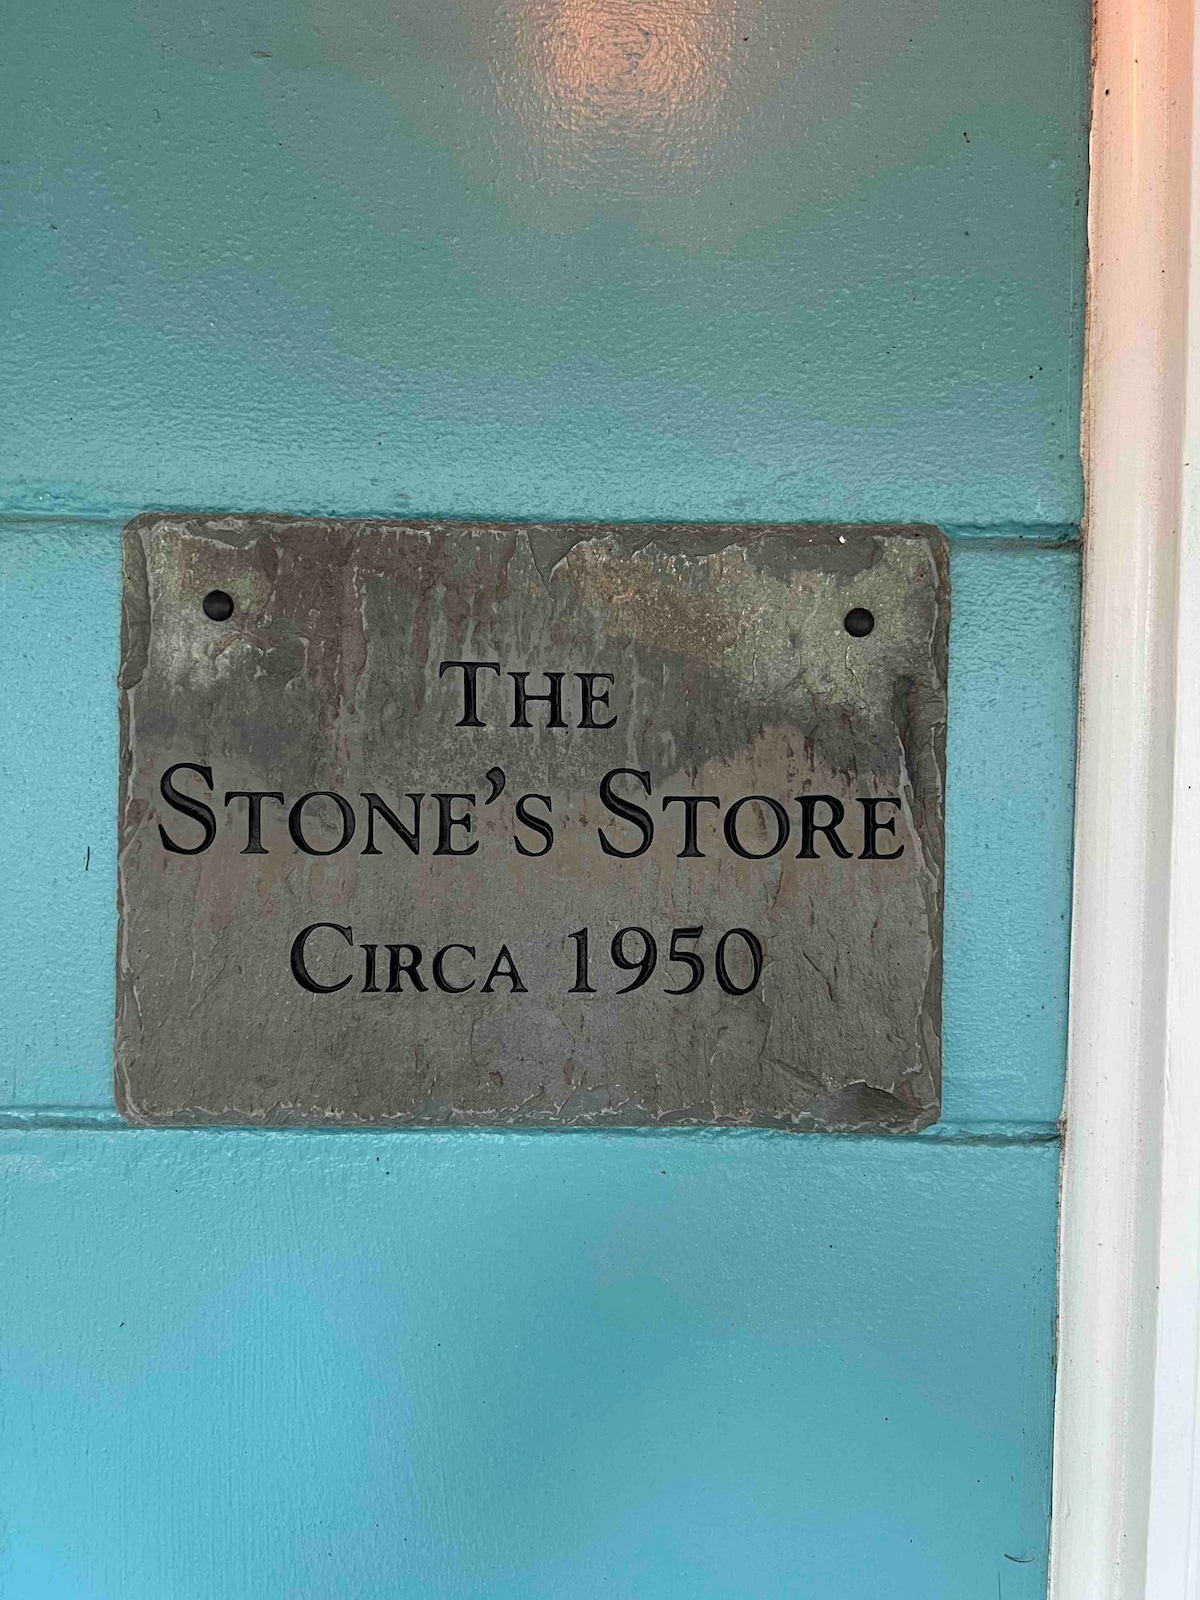 The
Stone's Store
Circa 1950